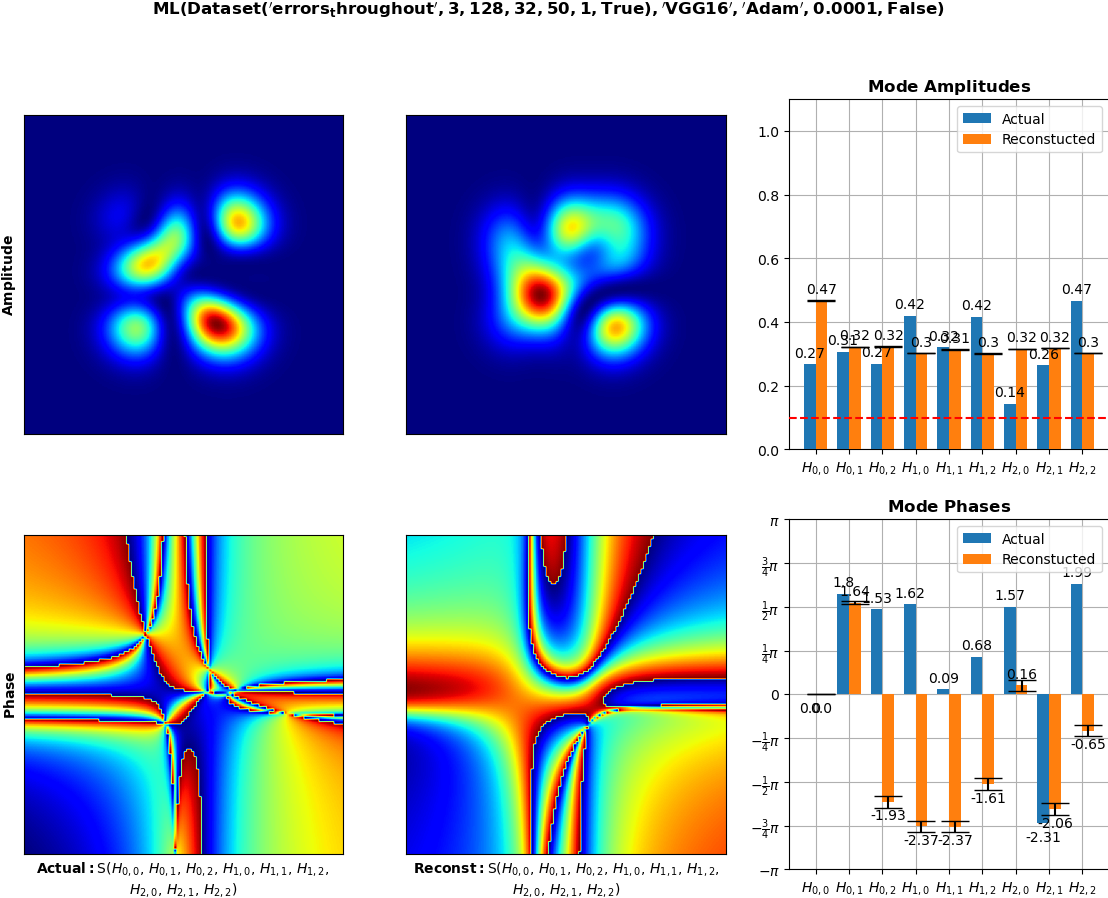 ML(Dataset('errors_throughout', 3, 128, 32, 50, 1, True), 'VGG16', 'Adam', 0.0001, False)
Amplitude
Mode Amplitudes
Actual
Reconstucted
1.0
0.8
0.6
0.4
0.2
0.0
0.27 0.47
0.31 0.32
0.27 0.32
0.42 0.3
0.32 0.31
0.42 0.3
0.14 0.32
0.26 0.32
0.47 0.3
H0,0 H0,1 H0,2 H1,0 H1,1 H1,2 H2,0 H2,1 H2,2
Phase
Actual: S(H0,0, H0,1, H0,2, H1,0, H1,1, H1,2,
H2,0, H2,1, H2,2)
Reconst: S(H0,0, H0,1, H0,2, H1,0, H1,1, H1,2,
H2,0, H2,1, H2,2)
Mode Phases
Actual
Reconstucted
π
3/4π
1/2π
1/4π
0
−1/4π
−1/2π
−3/4π
−π
0.0 0.0
1.8 1.64
1.53 -1.93
1.62 -2.37
0.09 -2.37
0.68 -1.61
1.57 0.16
-2.31 -2.06
1.99 -0.65
H0,0 H0,1 H0,2 H1,0 H1,1 H1,2 H2,0 H2,1 H2,2